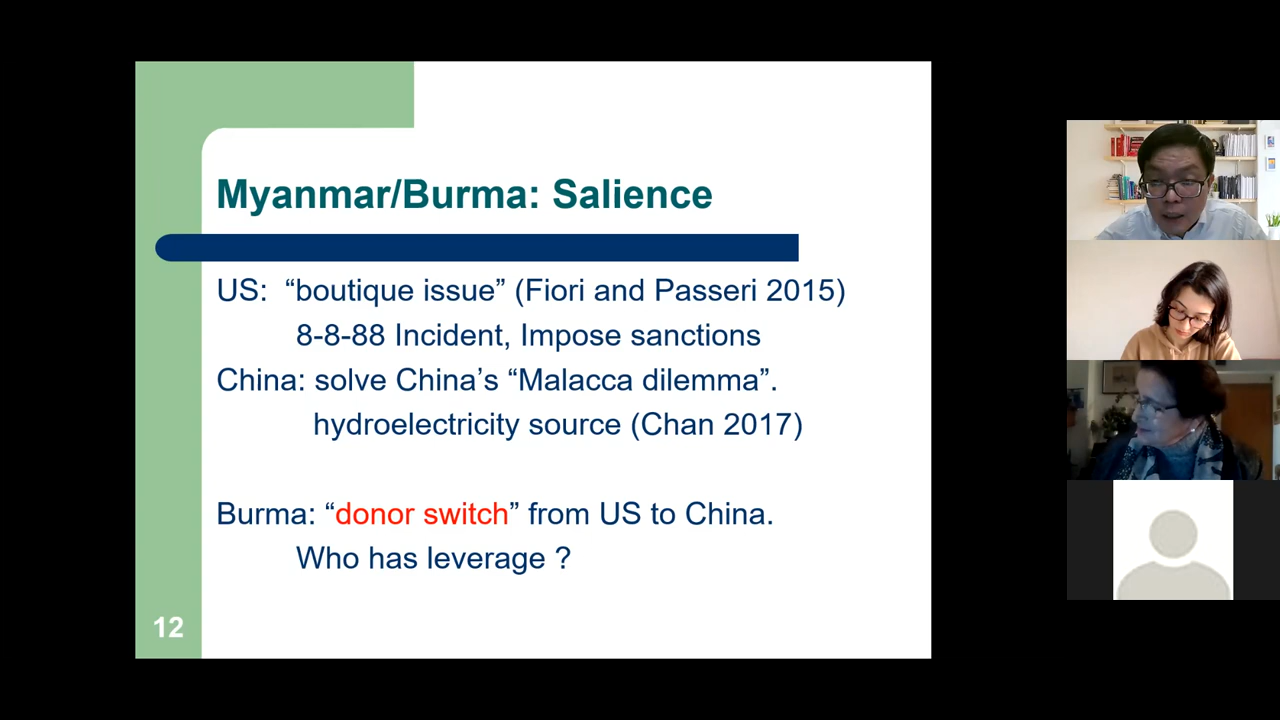 Myanmar/Burma: Salience
US: “boutique issue” (Fiori and Passeri 2015)
8-8-88 Incident, Impose sanctions
China: solve China’s “Malacca dilemma”.
hydroelectricity source (Chan 2017)
Burma: “donor switch” from US to China.
Who has leverage ?
12